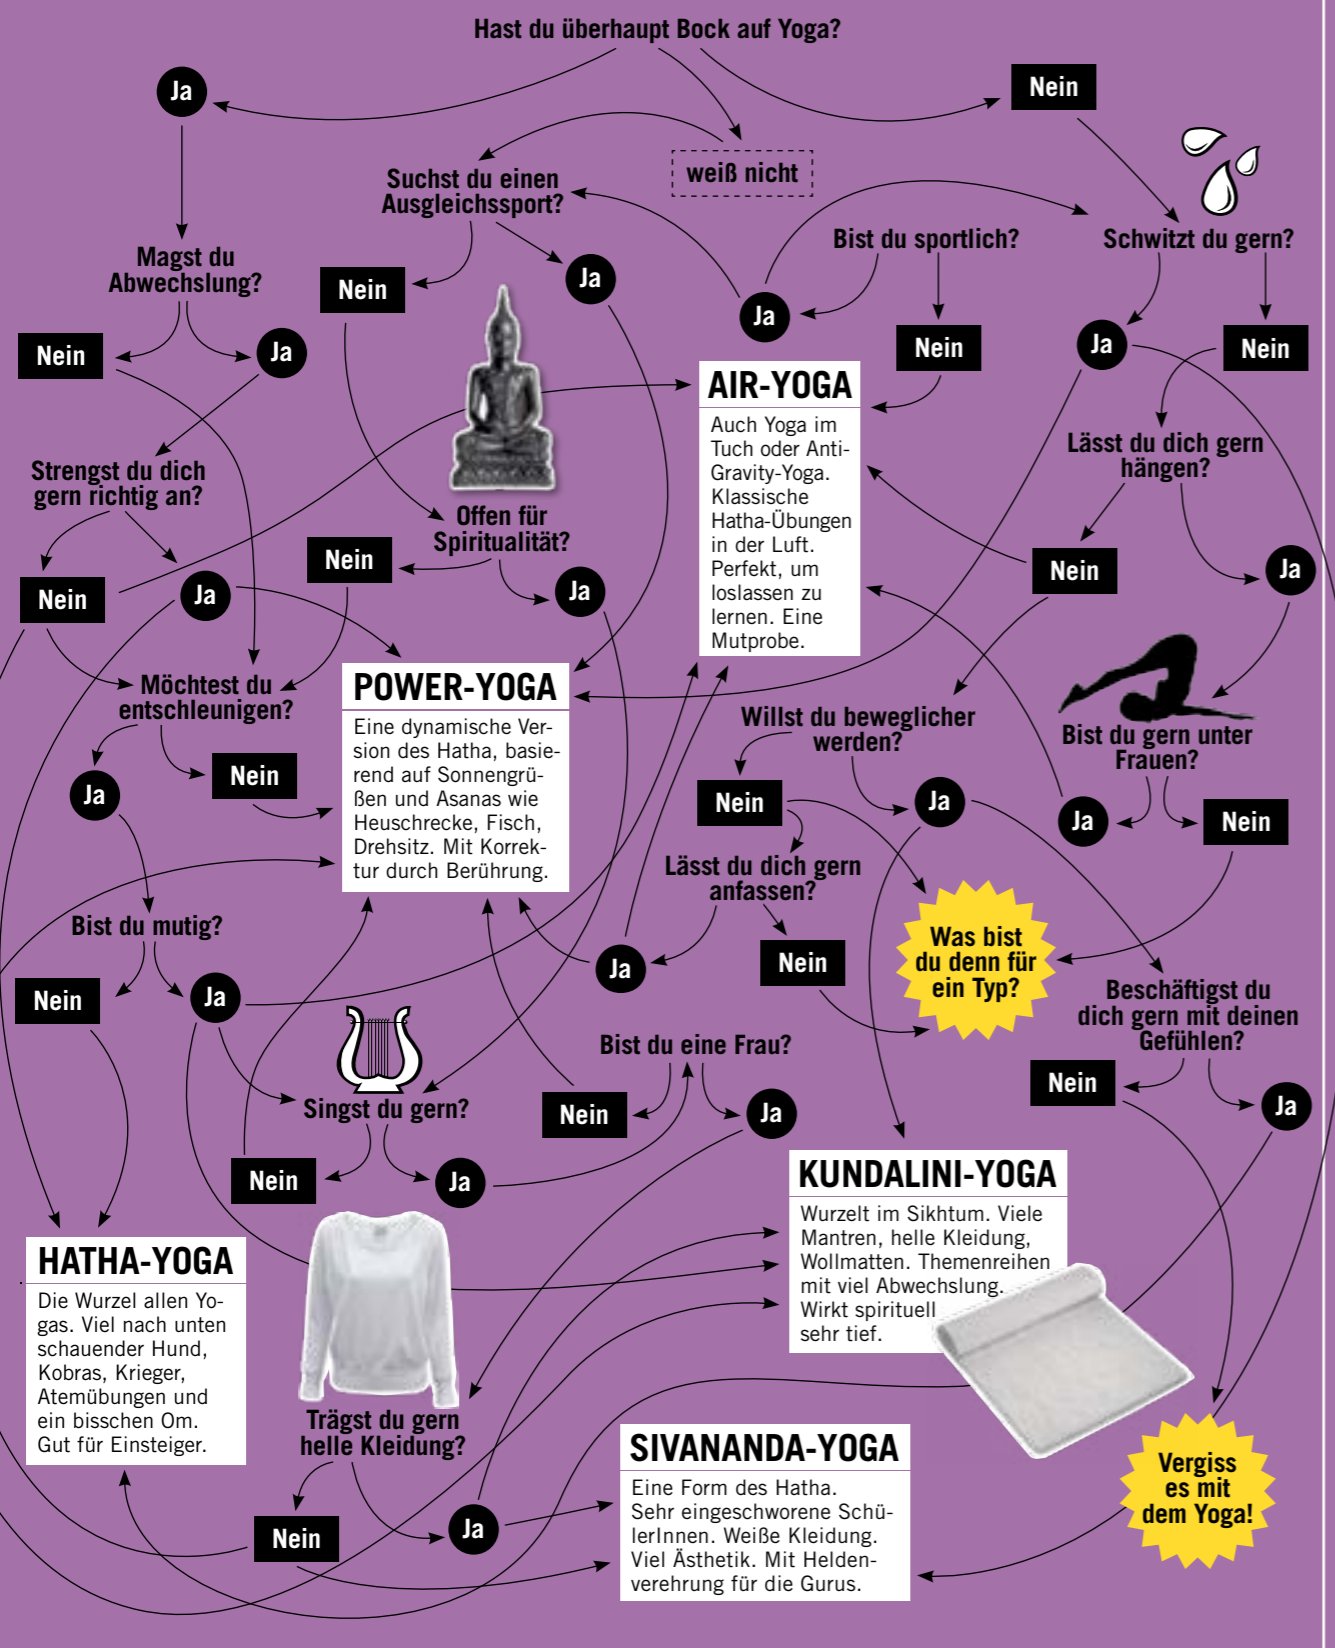 Hast du überhaupt Bock auf Yoga?
Ja
Nein
weiß nicht
Suchst du einen
Ausgleichssport?
Bist du sportlich?
Schwitzt du gern?
Magst du
Abwechslung?
Nein
Ja
Ja
Nein
Ja
Nein
Ja
Nein
Nein
Ja
AIR-YOGA
Auch Yoga im
Tuch oder Anti-
Gravity-Yoga.
Klassische
Hatha-Übungen
in der Luft.
Perfekt, um
loslassen zu
lernen. Eine
Mutprobe.
Lässt du dich gern
hängen?
Strengst du dich
gern richtig an?
Offen für
Spiritualität?
Nein
Ja
Nein
Ja
Nein
Ja
Möchtest du
entschleunigen?
POWER-YOGA
Eine dynamische Ver-
sion des Hatha, basie-
rend auf Sonnengrü-
ßen und Asanas wie
Heuschrecke, Fisch,
Drehsitz. Mit Korrek-
tur durch Berührung.
Willst du beweglicher
werden?
Bist du gern unter
Frauen?
Nein
Ja
Nein
Ja
Ja
Nein
Lässt du dich gern
anfassen?
Bist du mutig?
Was bist
du denn für
ein Typ?
Nein
Ja
Ja
Nein
Beschäftigst du
dich gern mit deinen
Gefühlen?
Bist du eine Frau?
Nein
Ja
Singst du gern?
Nein
Ja
Nein
Ja
KUNDALINI-YOGA
Wurzelt im Sikhtum. Viele
Mantren, helle Kleidung,
Wollmatten. Themenreihen
mit viel Abwechslung.
Wirkt spirituell
sehr tief.
HATHA-YOGA
Die Wurzel allen Yo-
gas. Viel nach unten
schauender Hund,
Kobras, Krieger,
Atemübungen und
ein bisschen Om.
Gut für Einsteiger.
Trägst du gern
helle Kleidung?
Nein
Ja
SIVANANDA-YOGA
Eine Form des Hatha.
Sehr eingeschworene Schü-
lerInnen. Weiße Kleidung.
Viel Ästhetik. Mit Helden-
verehrung für die Gurus.
Vergiss
es mit
dem Yoga!